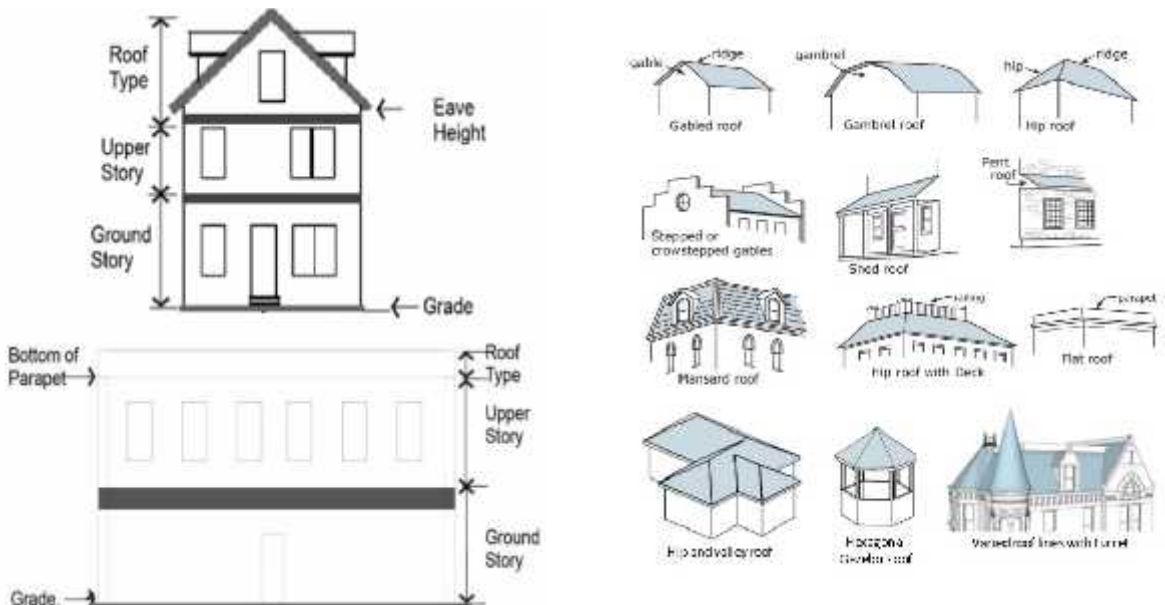 Roof
Type
Eave
Height
Upper
Story
Ground
Story
Grade
Bottom of
Parapet
Roof
Type
Upper
Story
Ground
Story
Grade
gable
ridge
Gabled roof
gambrel
Gambrel roof
hip
ridge
Hip roof
Stepped or
crowstepped gables
Shed roof
Pent
roof
Mansard roof
railing
Hip roof with Deck
parapet
Flat roof
Hip and valley roof
Hexagonal
Gazebo roof
Varied roof lines with Turret